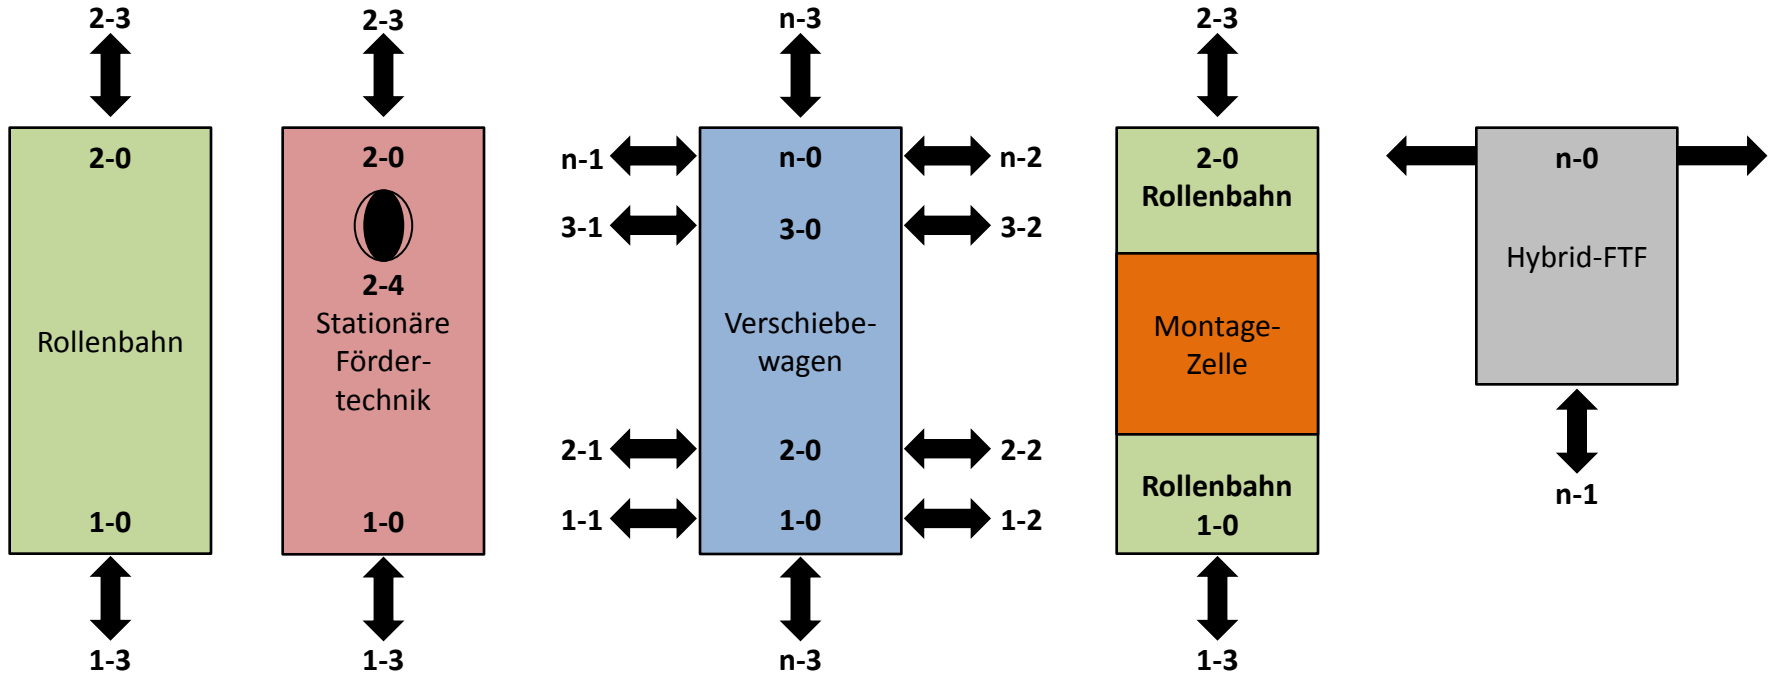 2-3
2-0
Rollenbahn
1-0
1-3
2-3
2-0
2-4
Stationäre
Förder-
technik
1-0
1-3
n-3
n-1
n-0
n-2
3-1
3-0
3-2
Verschiebe-
wagen
2-1
2-0
2-2
1-1
1-0
1-2
n-3
2-3
2-0
Rollenbahn
Montage-
Zelle
Rollenbahn
1-0
1-3
n-0
Hybrid-FTF
n-1